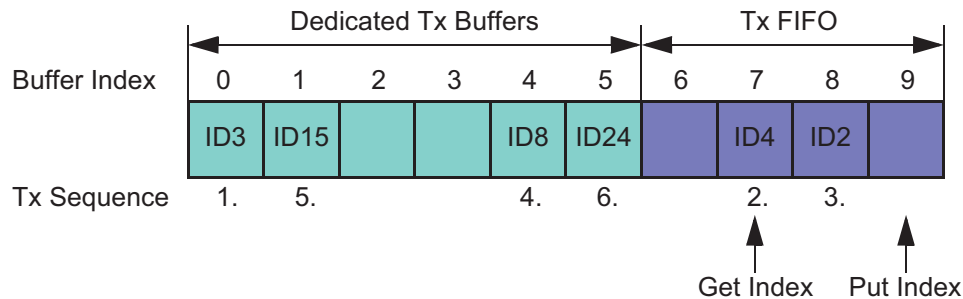 Dedicated Tx Buffers Tx FIFO
Buffer Index 0 1 2 3 4 5 6 7 8 9
ID3 ID15 ID8 ID24 ID4 ID2
Tx Sequence 1. 5. 4. 6. 2. 3.
Get Index Put Index